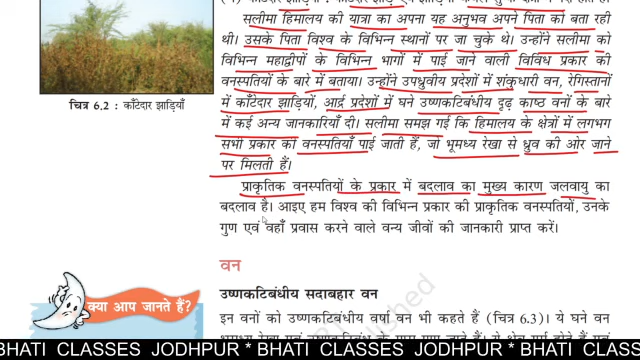 सलीमा हिमालय की यात्रा का अपना यह अनुभव अपने पिता को बता रही
थी। उसके पिता विश्व के विभिन्न स्थानों पर जा चुके थे। उन्होंने सलीमा को
विभिन्न महाद्वीपों के विभिन्न भागों में पाई जाने वाली विविध प्रकार की
वनस्पतियों के बारे में बताया। उन्होंने उपध्रुवीय प्रदेशों में शंकुधारी वन, रेगिस्तानों
में काँटेदार झाड़ियों, आर्द्र प्रदेशों में घने उष्णकटिबंधीय दृढ़ काष्ठ वनों के बारे
में कई अन्य जानकारियाँ दी। सलीमा समझ गई कि हिमालय के क्षेत्रों में लगभग
सभी प्रकार की वनस्पतियाँ पाई जाती हैं, जो भूमध्य रेखा से ध्रुव की ओर जाने
पर मिलती हैं।
चित्र 6.2 : काँटेदार झाड़ियाँ
प्राकृतिक वनस्पतियों के प्रकार में बदलाव का मुख्य कारण जलवायु का
बदलाव है। आइए हम विश्व की विभिन्न प्रकार की प्राकृतिक वनस्पतियों, उनके
गुण एवं वहाँ प्रवास करने वाले वन्य जीवों की जानकारी प्राप्त करें।
वन
क्या आप जानते हैं?
उष्णकटिबंधीय सदाबहार वन
इन वनों को उष्णकटिबंधीय वर्षा वन भी कहते हैं (चित्र 6.3)। ये घने वन
BHATI CLASSES JODHPUR * BHATI CLASSES JODHPUR * BHATI CLASSES